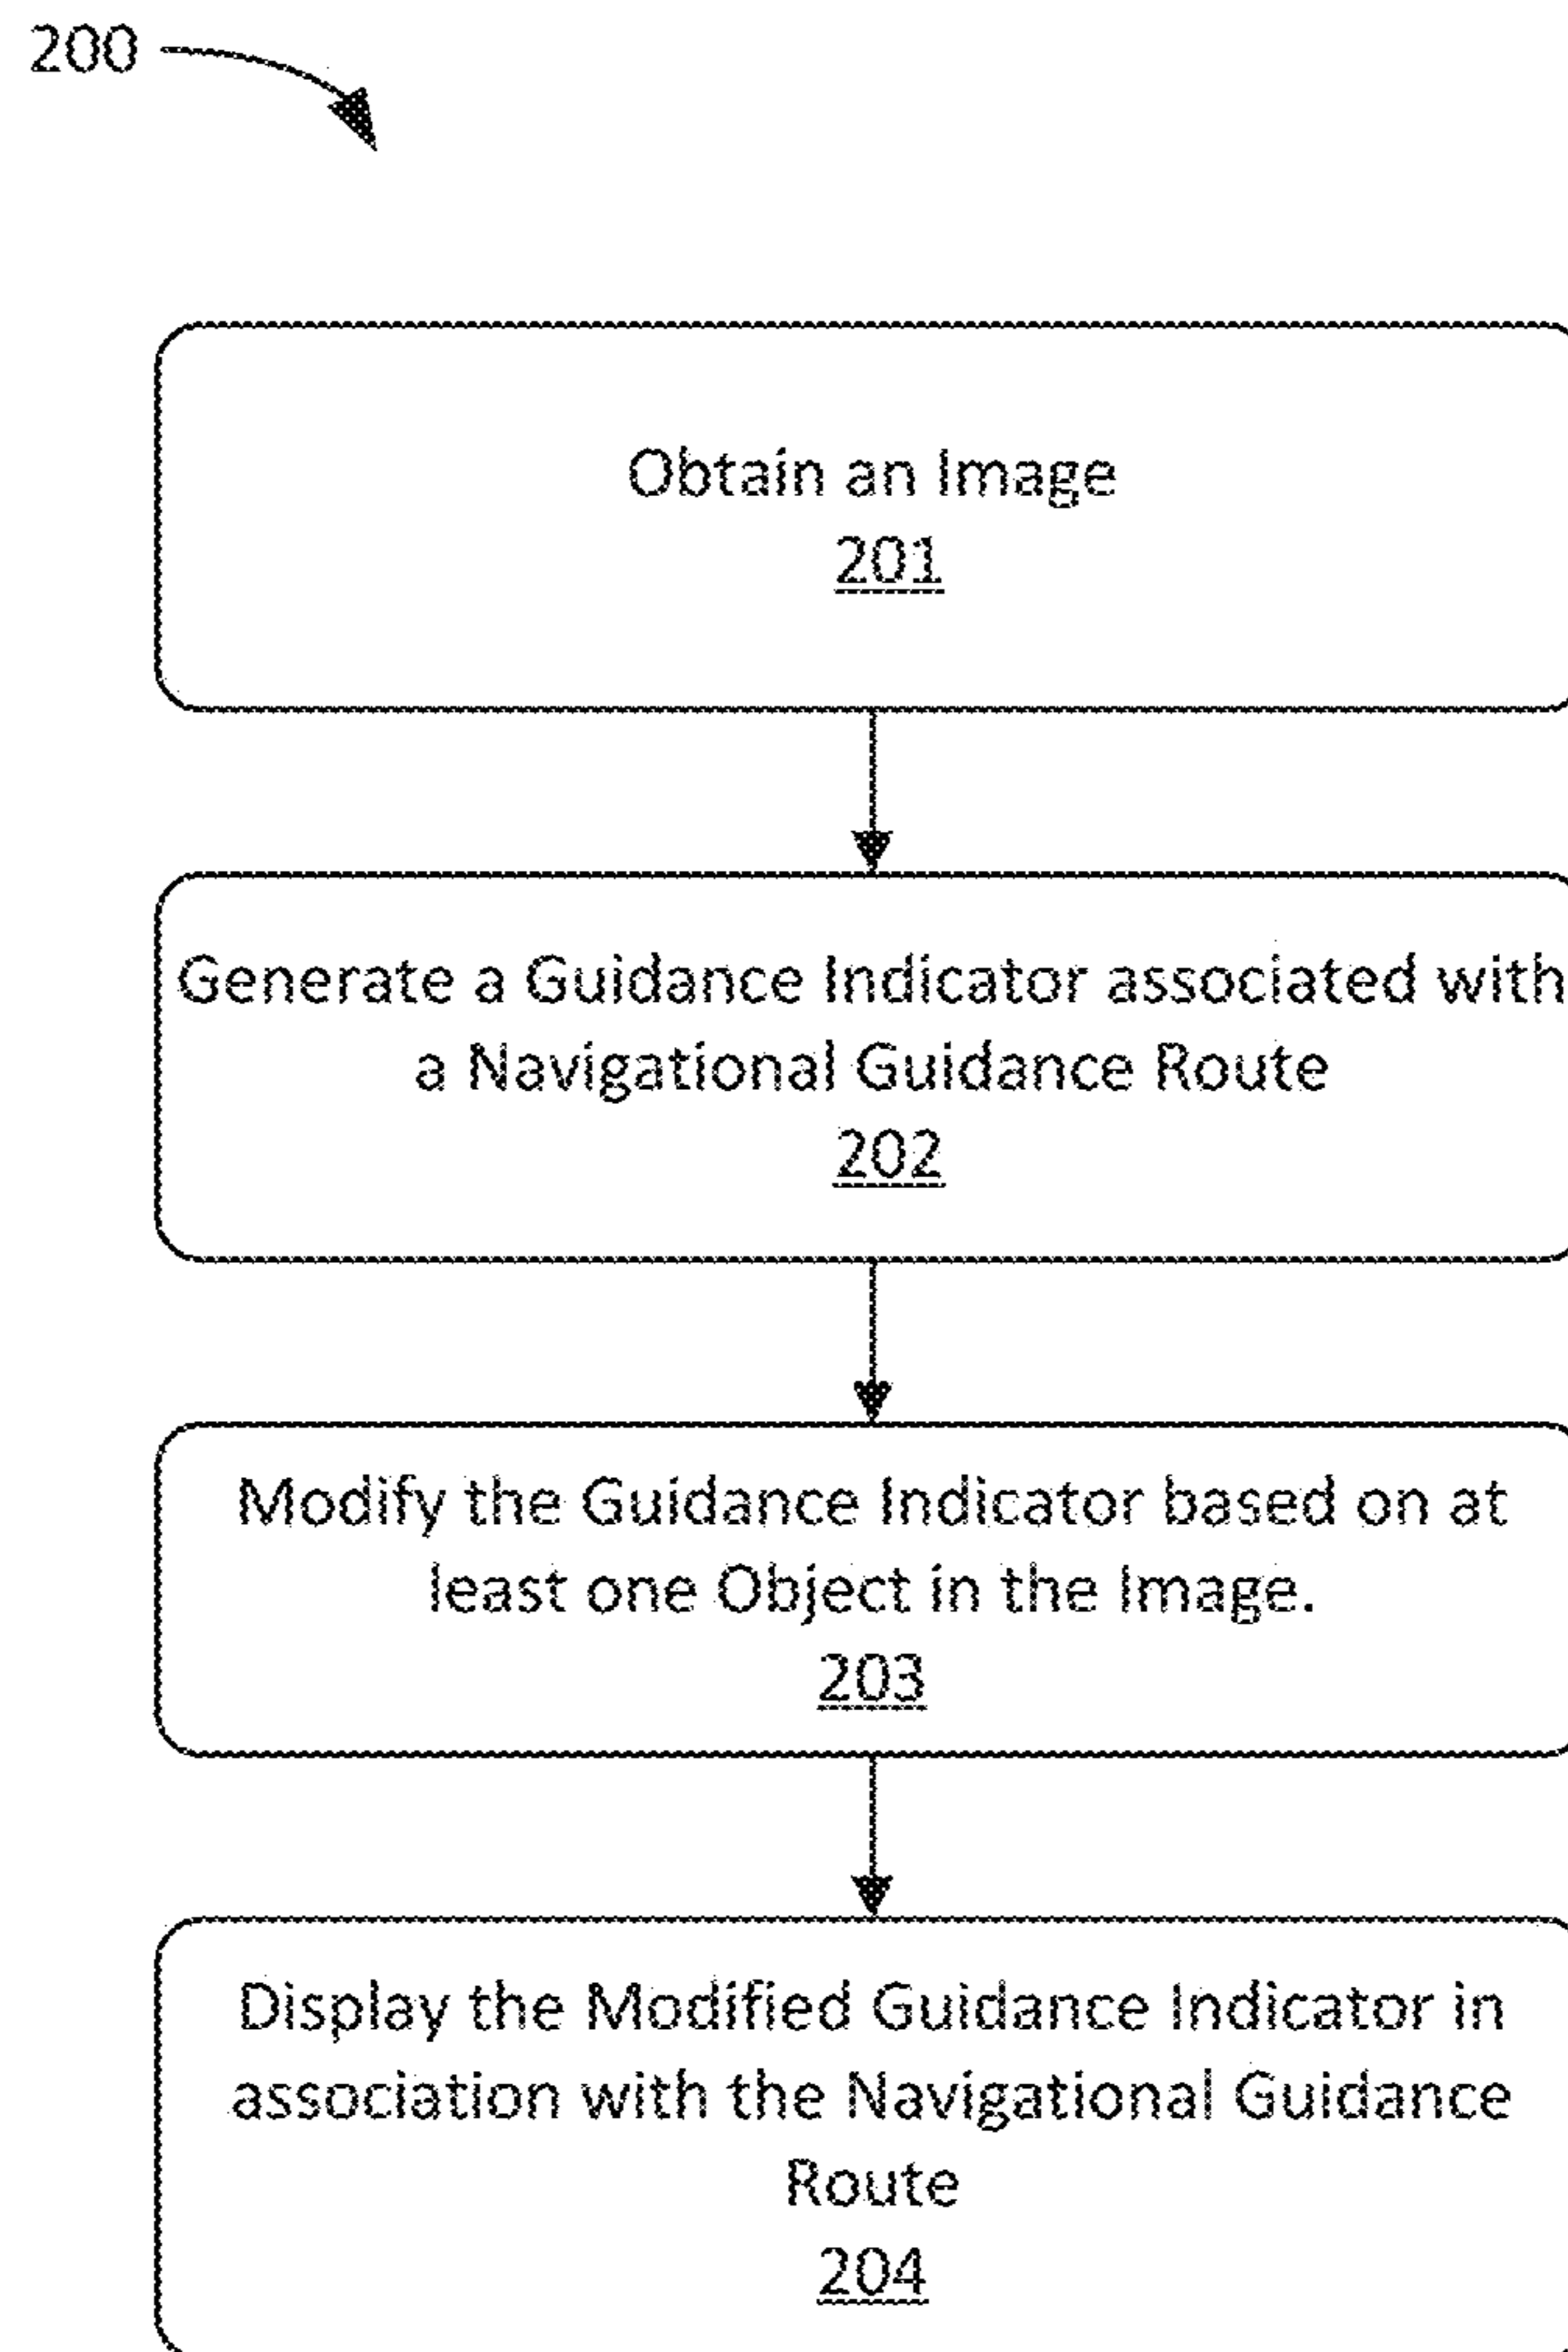 200
Obtain an Image
201
Generate a Guidance Indicator associated with
a Navigational Guidance Route
202
Modify the Guidance Indicator based on at
least one Object in the Image.
203
Display the Modified Guidance Indicator in
association with the Navigational Guidance
Route
204